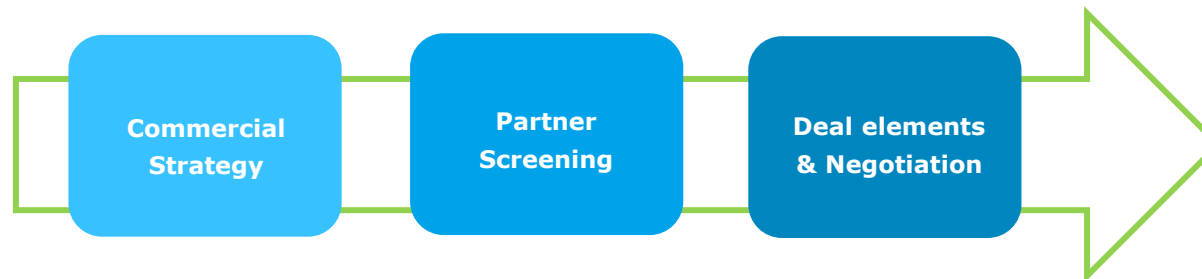 Commercial
Strategy
Partner
Screening
Deal elements
& Negotiation